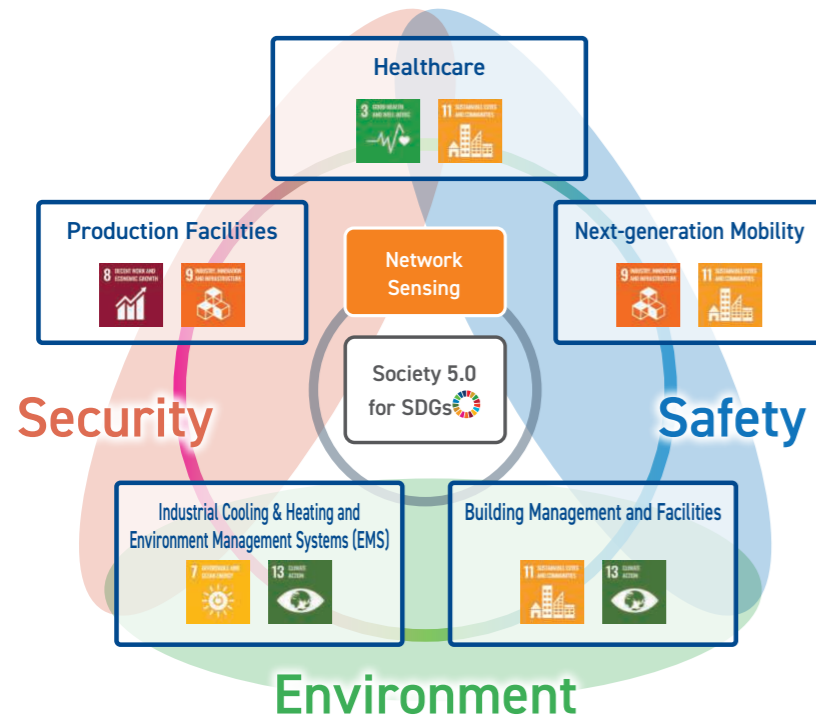 Healthcare
3 GOOD HEALTH
AND WELL-BEING
11 SUSTAINABLE CITIES
AND COMMUNITIES
Production Facilities
8 DECENT WORK AND
ECONOMIC GROWTH
9 INDUSTRY, INNOVATION
AND INFRASTRUCTURE
Network
Sensing
Next-generation Mobility
9 INDUSTRY, INNOVATION
AND INFRASTRUCTURE
11 SUSTAINABLE CITIES
AND COMMUNITIES
Society 5.0
for SDGs
Security
Safety
Industrial Cooling & Heating and
Environment Management Systems (EMS)
7 AFFORDABLE AND
CLEAN ENERGY
13 CLIMATE
ACTION
Building Management and Facilities
11 SUSTAINABLE CITIES
AND COMMUNITIES
13 CLIMATE
ACTION
Environment